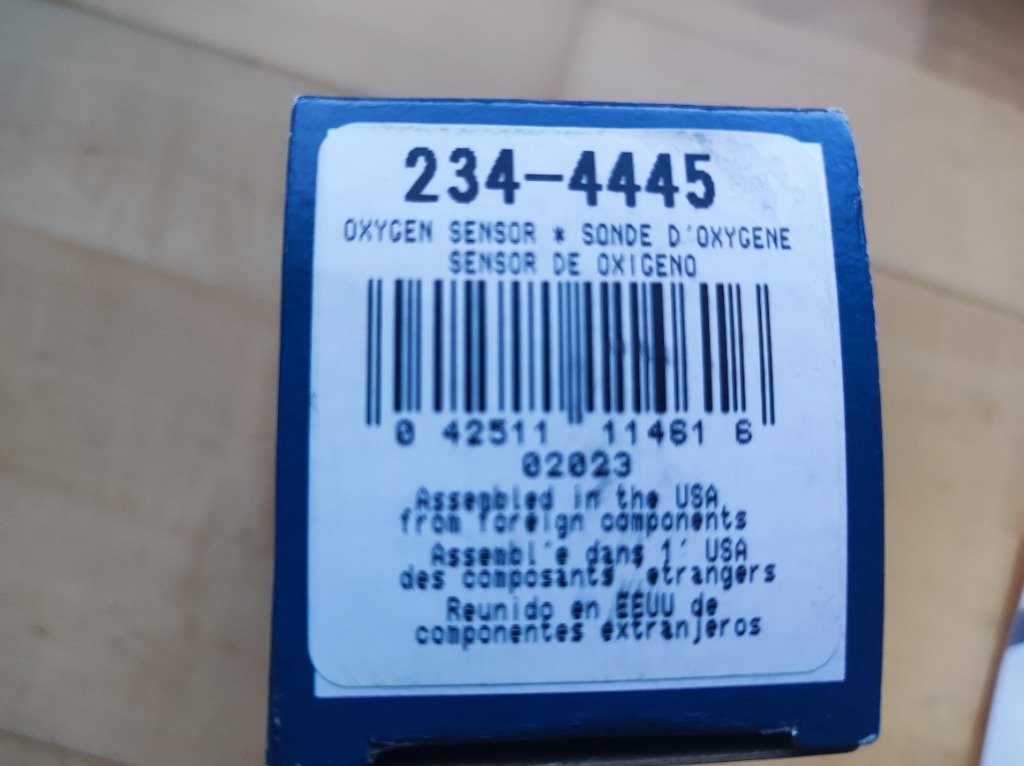 234-4445
OXYGEN SENSOR * SONDE D'OXYGENE
SENSOR DE OXIGENO
0 42511 11461 6
02023
Assembled in the USA
from foreign components
Assembl'e dans l' USA
des composants etrangers
Reunido en EEUU de
componentes extranjeros